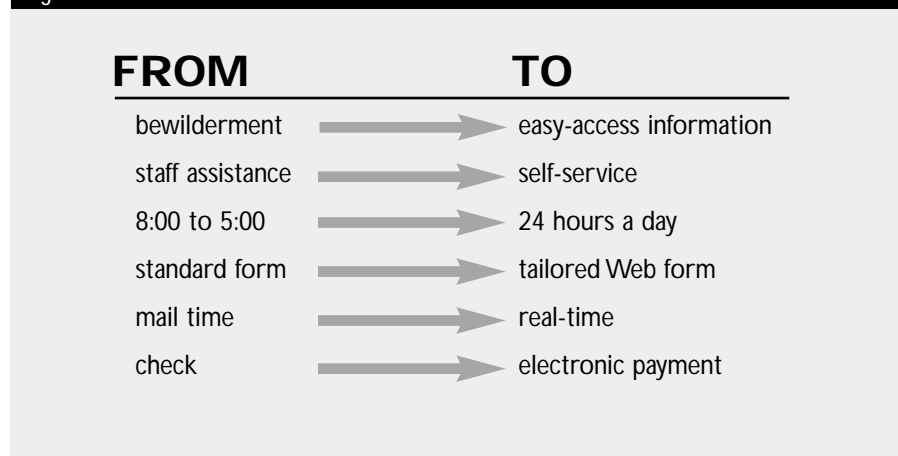 FROM TO
bewilderment easy-access information
staff assistance self-service
8:00 to 5:00 24 hours a day
standard form tailored Web form
mail time real-time
check electronic payment